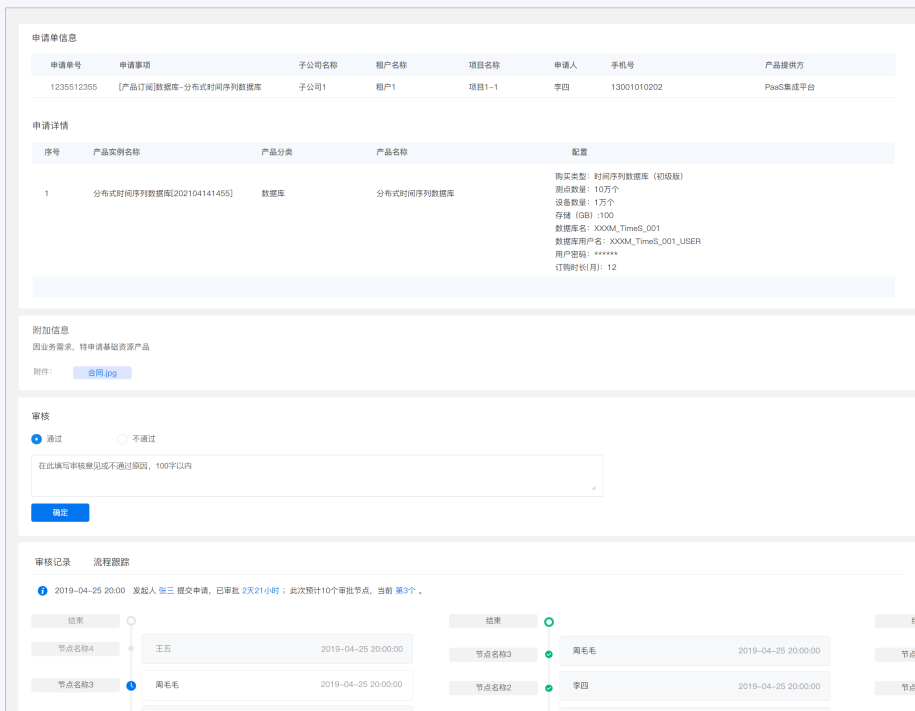 申请单信息
申请单号 申请事项 子公司名称 租户名称 项目名称 申请人 手机号 产品提供方
1235512355 [产品订阅]数据库-分布式时间序列数据库 子公司1 租户1 项目1-1 李四 13001010202 PaaS集成平台
申请详情
序号 产品实例名称 产品分类 产品名称 配置
购买类型：时间序列数据库（初级版）
测点数量：10万个
1 分布式时间序列数据库[202104141455] 数据库 分布式时间序列数据库
设备数量：1万个
存储（GB）:100
数据库名：XXXM_TimeS_001
数据库用户名：XXXM_TimeS_001_USER
用户密码：******
订购时长(月)：12
附加信息
因业务需求，特申请基础资源产品
附件： 合同.jpg
审核
通过 不通过
在此填写审核意见或不通过原因，100字以内
确定
审核记录 流程跟踪
2019-04-25 20:00 发起人 张三 提交申请，已审批 2天21小时；此次预计10个审批节点，当前 第3个 。
结束 结束
节点名称4 王五 2019-04-25 20:00:00 节点名称3 周毛毛 2019-04-25 20:00:00
节点名称3 周毛毛 2019-04-25 20:00:00 节点名称2 李四 2019-04-25 20:00:00